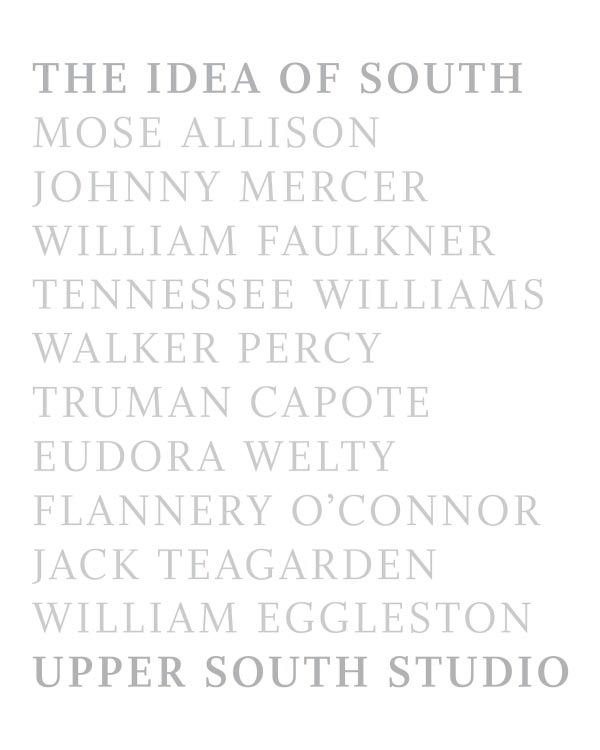 THE IDEA OF SOUTH
MOSE ALLISON
JOHNNY MERCER
WILLIAM FAULKNER
TENNESSEE WILLIAMS
WALKER PERCY
TRUMAN CAPOTE
EUDORA WELTY
FLANNERY O’CONNOR
JACK TEAGARDEN
WILLIAM EGGLESTON
UPPER SOUTH STUDIO